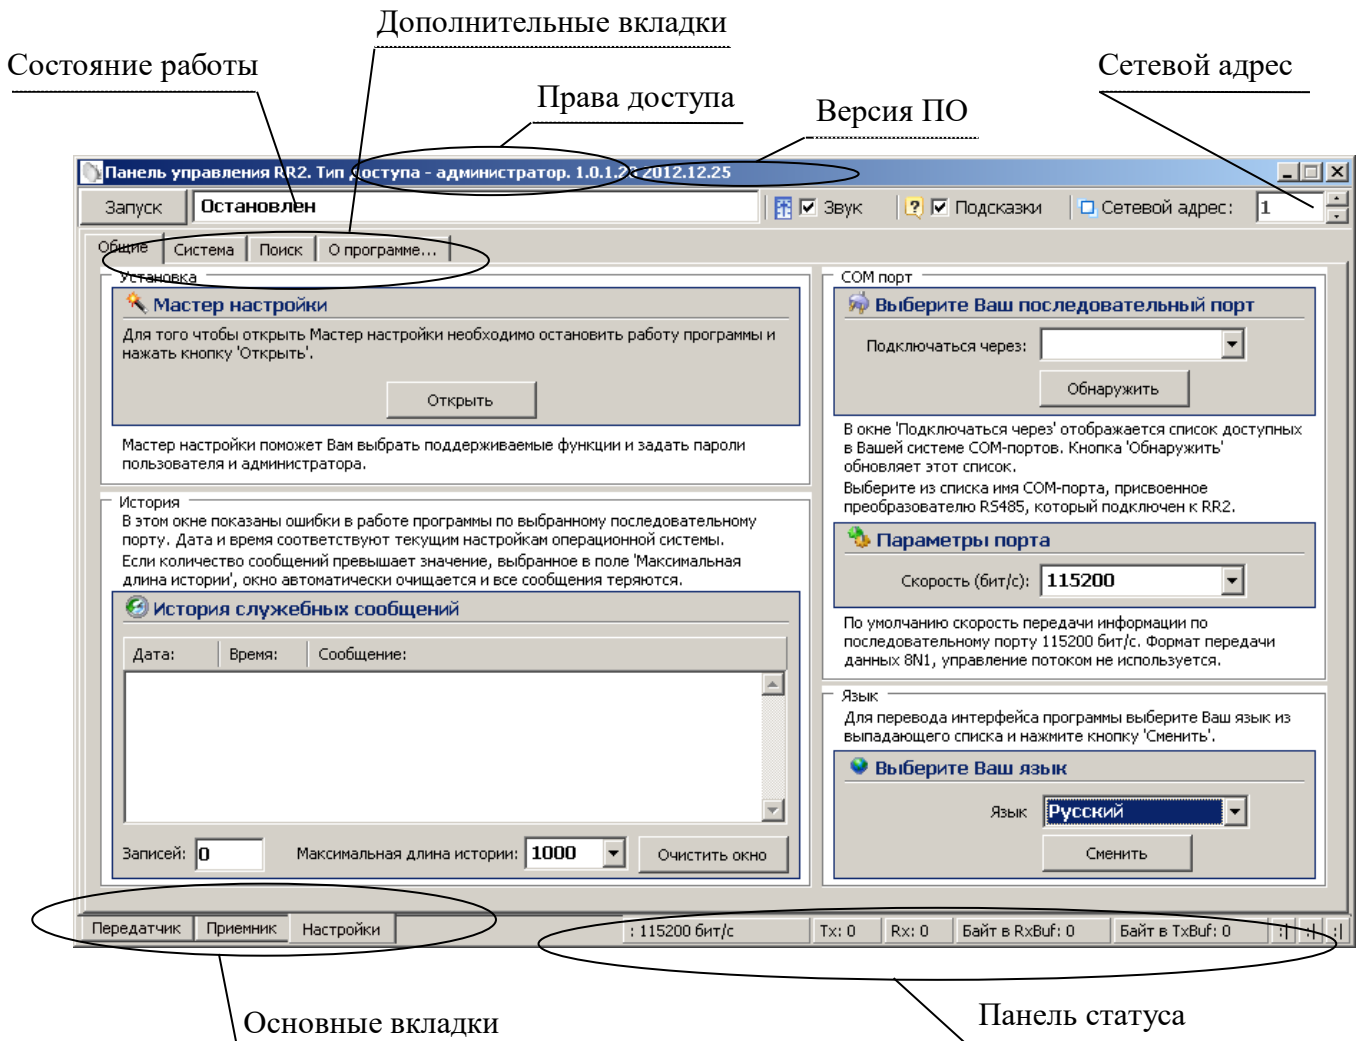 Дополнительные вкладки
Состояние работы
Сетевой адрес
Права доступа
Версия ПО
Панель управления RR2. Тип доступа - администратор. 1.0.1.26 2012.12.25
Запуск
Остановлен
Звук
Подсказки
Сетевой адрес:
1
Общие
Система
Поиск
О программе...
Установка
Мастер настройки
Для того чтобы открыть Мастер настройки необходимо остановить работу программы и
нажать кнопку 'Открыть'.
Открыть
Мастер настройки поможет Вам выбрать поддерживаемые функции и задать пароли
пользователя и администратора.
История
В этом окне показаны ошибки в работе программы по выбранному последовательному
порту. Дата и время соответствуют текущим настройкам операционной системы.
Если количество сообщений превышает значение, выбранное в поле 'Максимальная
длина истории', окно автоматически очищается и все сообщения теряются.
История служебных сообщений
Дата:
Время:
Сообщение:
Записей: 0
Максимальная длина истории: 1000
Очистить окно
COM порт
Выберите Ваш последовательный порт
Подключаться через:
Обнаружить
В окне 'Подключаться через' отображается список доступных
в Вашей системе COM-портов. Кнопка 'Обнаружить'
обновляет этот список.
Выберите из списка имя COM-порта, присвоенное
преобразователю RS485, который подключен к RR2.
Параметры порта
Скорость (бит/с): 115200
По умолчанию скорость передачи информации по
последовательному порту 115200 бит/с. Формат передачи
данных 8N1, управление потоком не используется.
Язык
Для перевода интерфейса программы выберите Ваш язык из
выпадающего списка и нажмите кнопку 'Сменить'.
Выберите Ваш язык
Язык Русский
Сменить
Передатчик
Приемник
Настройки
: 115200 бит/с
Tx: 0
Rx: 0
Байт в RxBuf: 0
Байт в TxBuf: 0
:|
:|
:|
Основные вкладки
Панель статуса